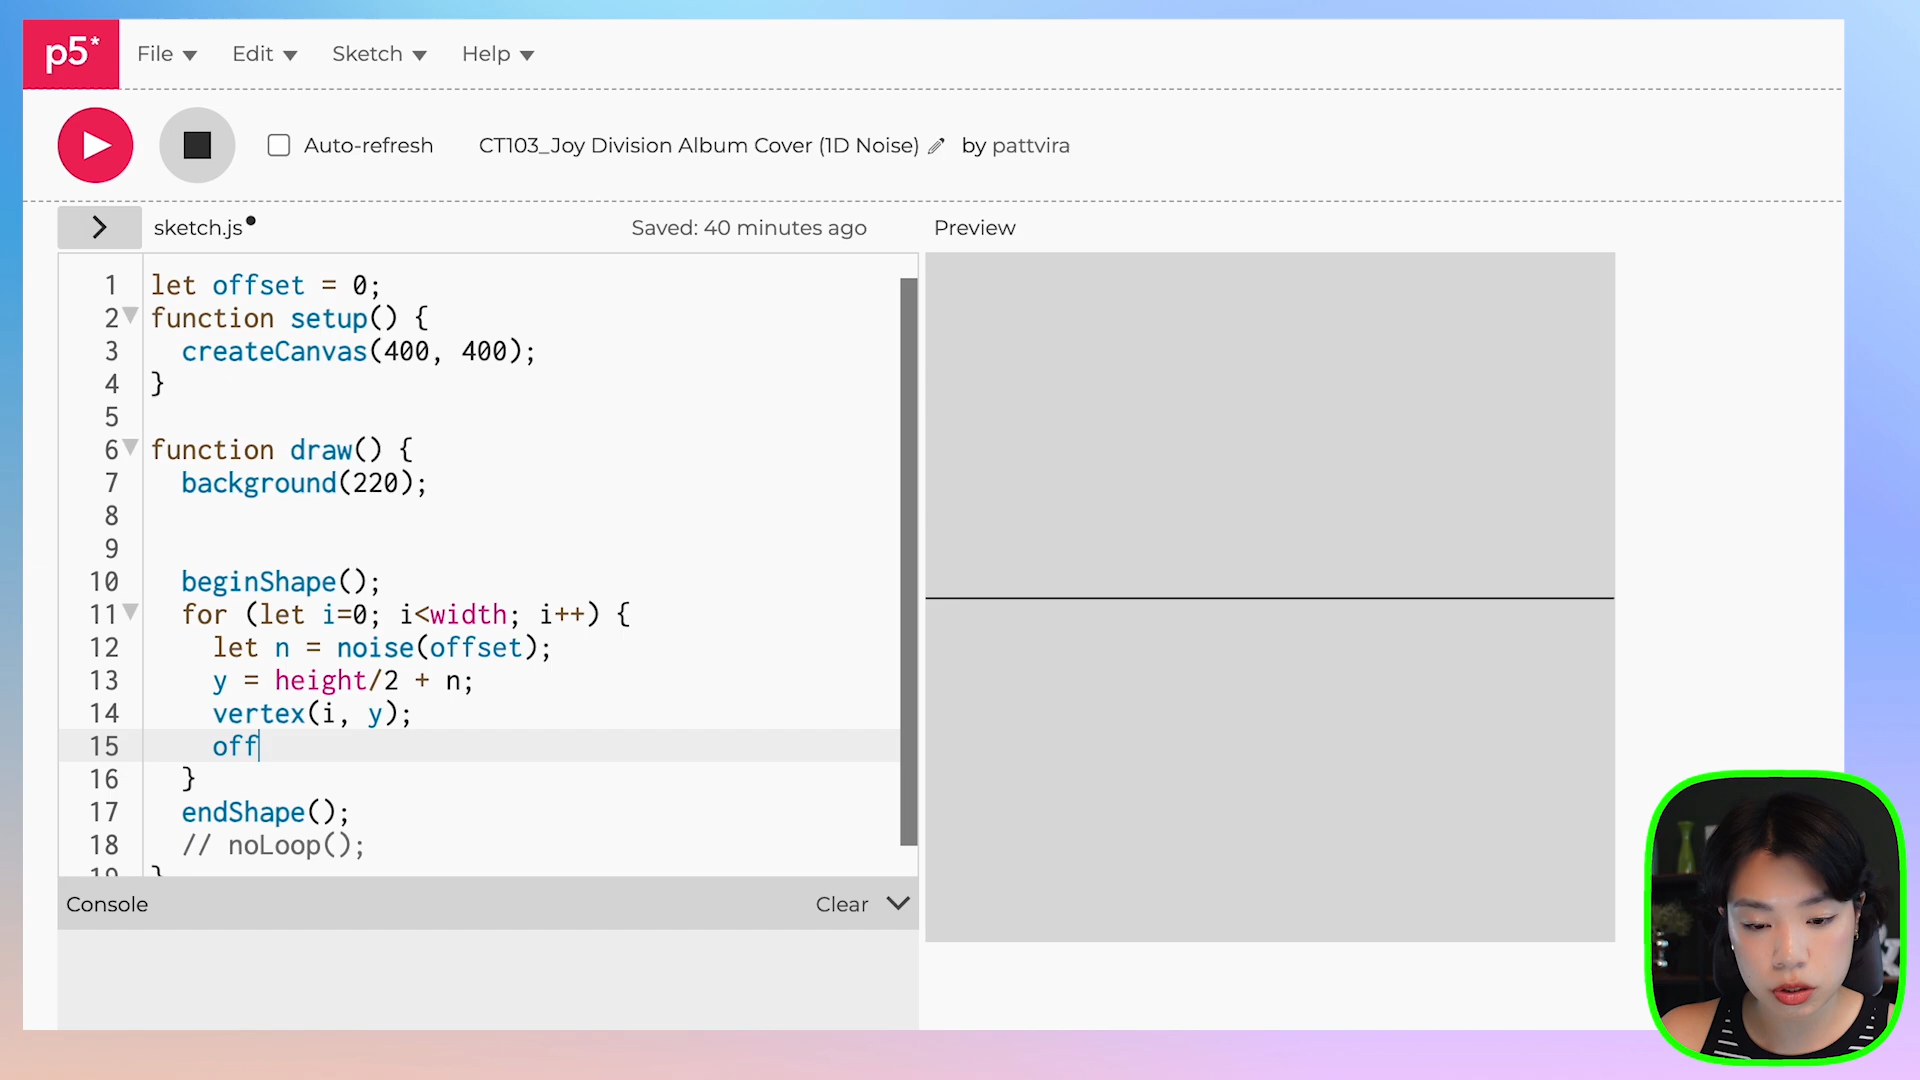 p5*
File Edit Sketch Help
Auto-refresh CT103_Joy Division Album Cover (1D Noise) by pattvira
sketch.js Saved: 40 minutes ago Preview
1 let offset = 0;
2 function setup() {
3 createCanvas(400, 400);
4 }
5
6 function draw() {
7 background(220);
8
9
10 beginShape();
11 for (let i=0; i<width; i++) {
12 let n = noise(offset);
13 y = height/2 + n;
14 vertex(i, y);
15 off
16 }
17 endShape();
18 // noLoop();
19 }
Console Clear